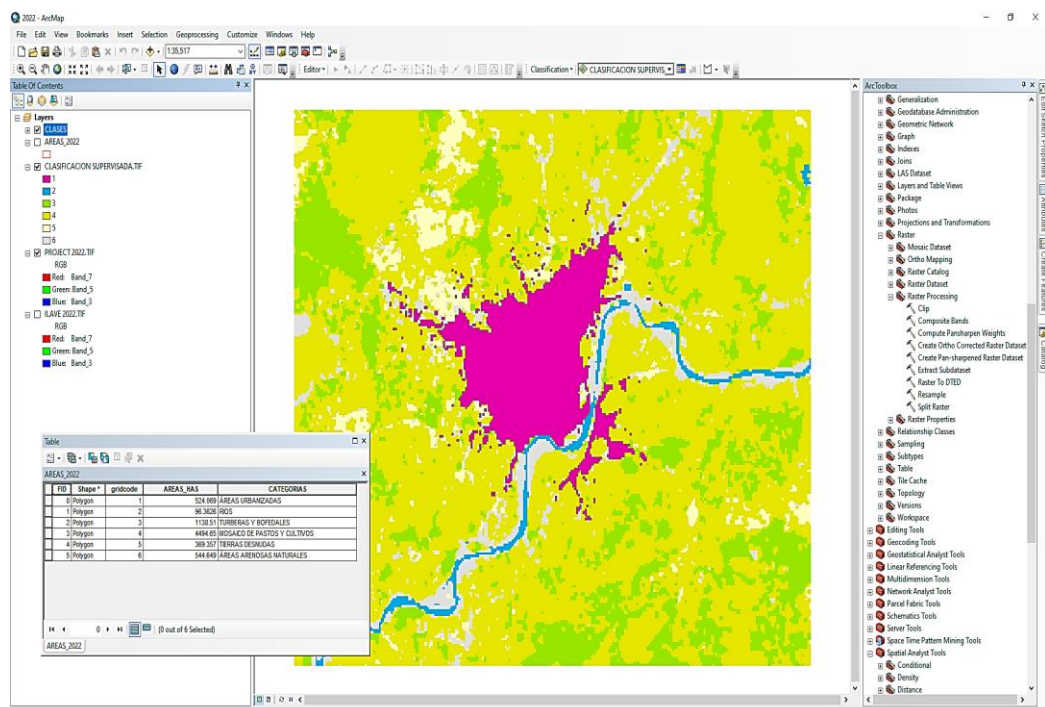 2022 - ArcMap
File Edit View Bookmarks Insert Selection Geoprocessing Customize Windows Help
1:35,517
Editor Classification CLASIFICACION SUPERVIS
Table Of Contents
Layers
CLASES
AREAS_2022
CLASIFICACION SUPERVISADA.TIF
1
2
3
4
5
6
PROJECT 2022.TIF
RGB
Red: Band_7
Green: Band_5
Blue: Band_3
ILAVE 2022.TIF
RGB
Red: Band_7
Green: Band_5
Blue: Band_3
Table
AREAS_2022
FID Shape * gridcode AREAS_HAS CATEGORIAS
0 Polygon 1 524.069 AREAS URBANIZADAS
1 Polygon 2 96.3626 RIOS
2 Polygon 3 1138.51 TURBERAS Y BOFEDALES
3 Polygon 4 4494.65 MOSAICO DE PASTOS Y CULTIVOS
4 Polygon 5 369.357 TIERRAS DESNUDAS
5 Polygon 6 544.649 AREAS ARENOSAS NATURALES
0 (0 out of 6 Selected)
AREAS_2022
ArcToolbox
Generalization
Geodatabase Administration
Geometric Network
Graph
Indexes
Joins
LAS Dataset
Layers and Table Views
Package
Photos
Projections and Transformations
Raster
Mosaic Dataset
Ortho Mapping
Raster Catalog
Raster Dataset
Raster Processing
Clip
Composite Bands
Compute Pansharpen Weights
Create Ortho Corrected Raster Dataset
Create Pan-sharpened Raster Dataset
Extract Subdataset
Raster To DTED
Resample
Split Raster
Raster Properties
Relationship Classes
Sampling
Subtypes
Table
Tile Cache
Topology
Versions
Workspace
Editing Tools
Geocoding Tools
Geostatistical Analyst Tools
Linear Referencing Tools
Multidimension Tools
Network Analyst Tools
Parcel Fabric Tools
Schematics Tools
Server Tools
Space Time Pattern Mining Tools
Spatial Analyst Tools
Conditional
Density
Distance
Edit Sketch Properties
Attributes
Create Features
Catalog